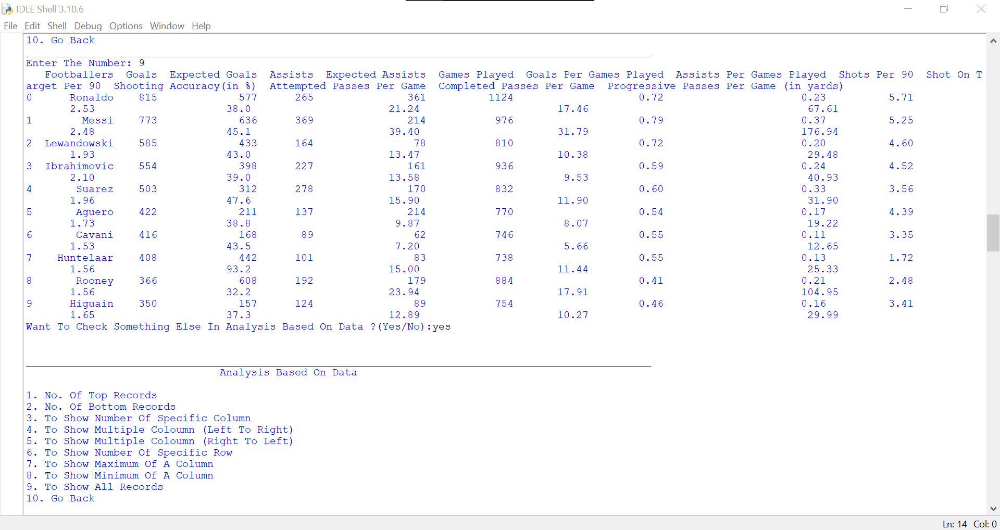 IDLE Shell 3.10.6
File Edit Shell Debug Options Window Help
10. Go Back
Enter The Number: 9
Footballers Goals Expected Goals Assists Expected Assists Games Played Goals Per Games Played Assists Per Games Played Shots Per 90 Shot On T
arget Per 90 Shooting Accuracy(in %) Attempted Passes Per Game Completed Passes Per Game Progressive Passes Per Game (in yards)
0 Ronaldo 815 577 265 361 1124 0.72 0.23 5.71
2.53 38.0 21.24 17.46 67.61
1 Messi 773 636 369 214 976 0.79 0.37 5.25
2.48 45.1 39.40 31.79 176.94
2 Lewandowski 585 433 164 78 810 0.72 0.20 4.60
1.93 43.0 13.47 10.38 29.48
3 Ibrahimovic 554 398 227 161 936 0.59 0.24 4.52
2.10 39.0 13.58 9.53 40.93
4 Suarez 503 312 278 170 832 0.60 0.33 3.56
1.96 47.6 15.90 11.90 31.90
5 Aguero 422 211 137 214 770 0.54 0.17 4.39
1.73 38.8 9.87 8.07 19.22
6 Cavani 416 168 89 62 746 0.55 0.11 3.35
1.53 43.5 7.20 5.66 12.65
7 Huntelaar 408 442 101 83 738 0.55 0.13 1.72
1.56 93.2 15.00 11.44 25.33
8 Rooney 366 608 192 179 884 0.41 0.21 2.48
1.56 32.2 23.94 17.91 104.95
9 Higuain 350 157 124 89 754 0.46 0.16 3.41
1.65 37.3 12.89 10.27 29.99
Want To Check Something Else In Analysis Based On Data ?(Yes/No):yes
Analysis Based On Data
1. No. Of Top Records
2. No. Of Bottom Records
3. To Show Number Of Specific Column
4. To Show Multiple Coloumn (Left To Right)
5. To Show Multiple Coloumn (Right To Left)
6. To Show Number Of Specific Row
7. To Show Maximum Of A Column
8. To Show Minimum Of A Column
9. To Show All Records
10. Go Back
Ln: 14 Col: 0